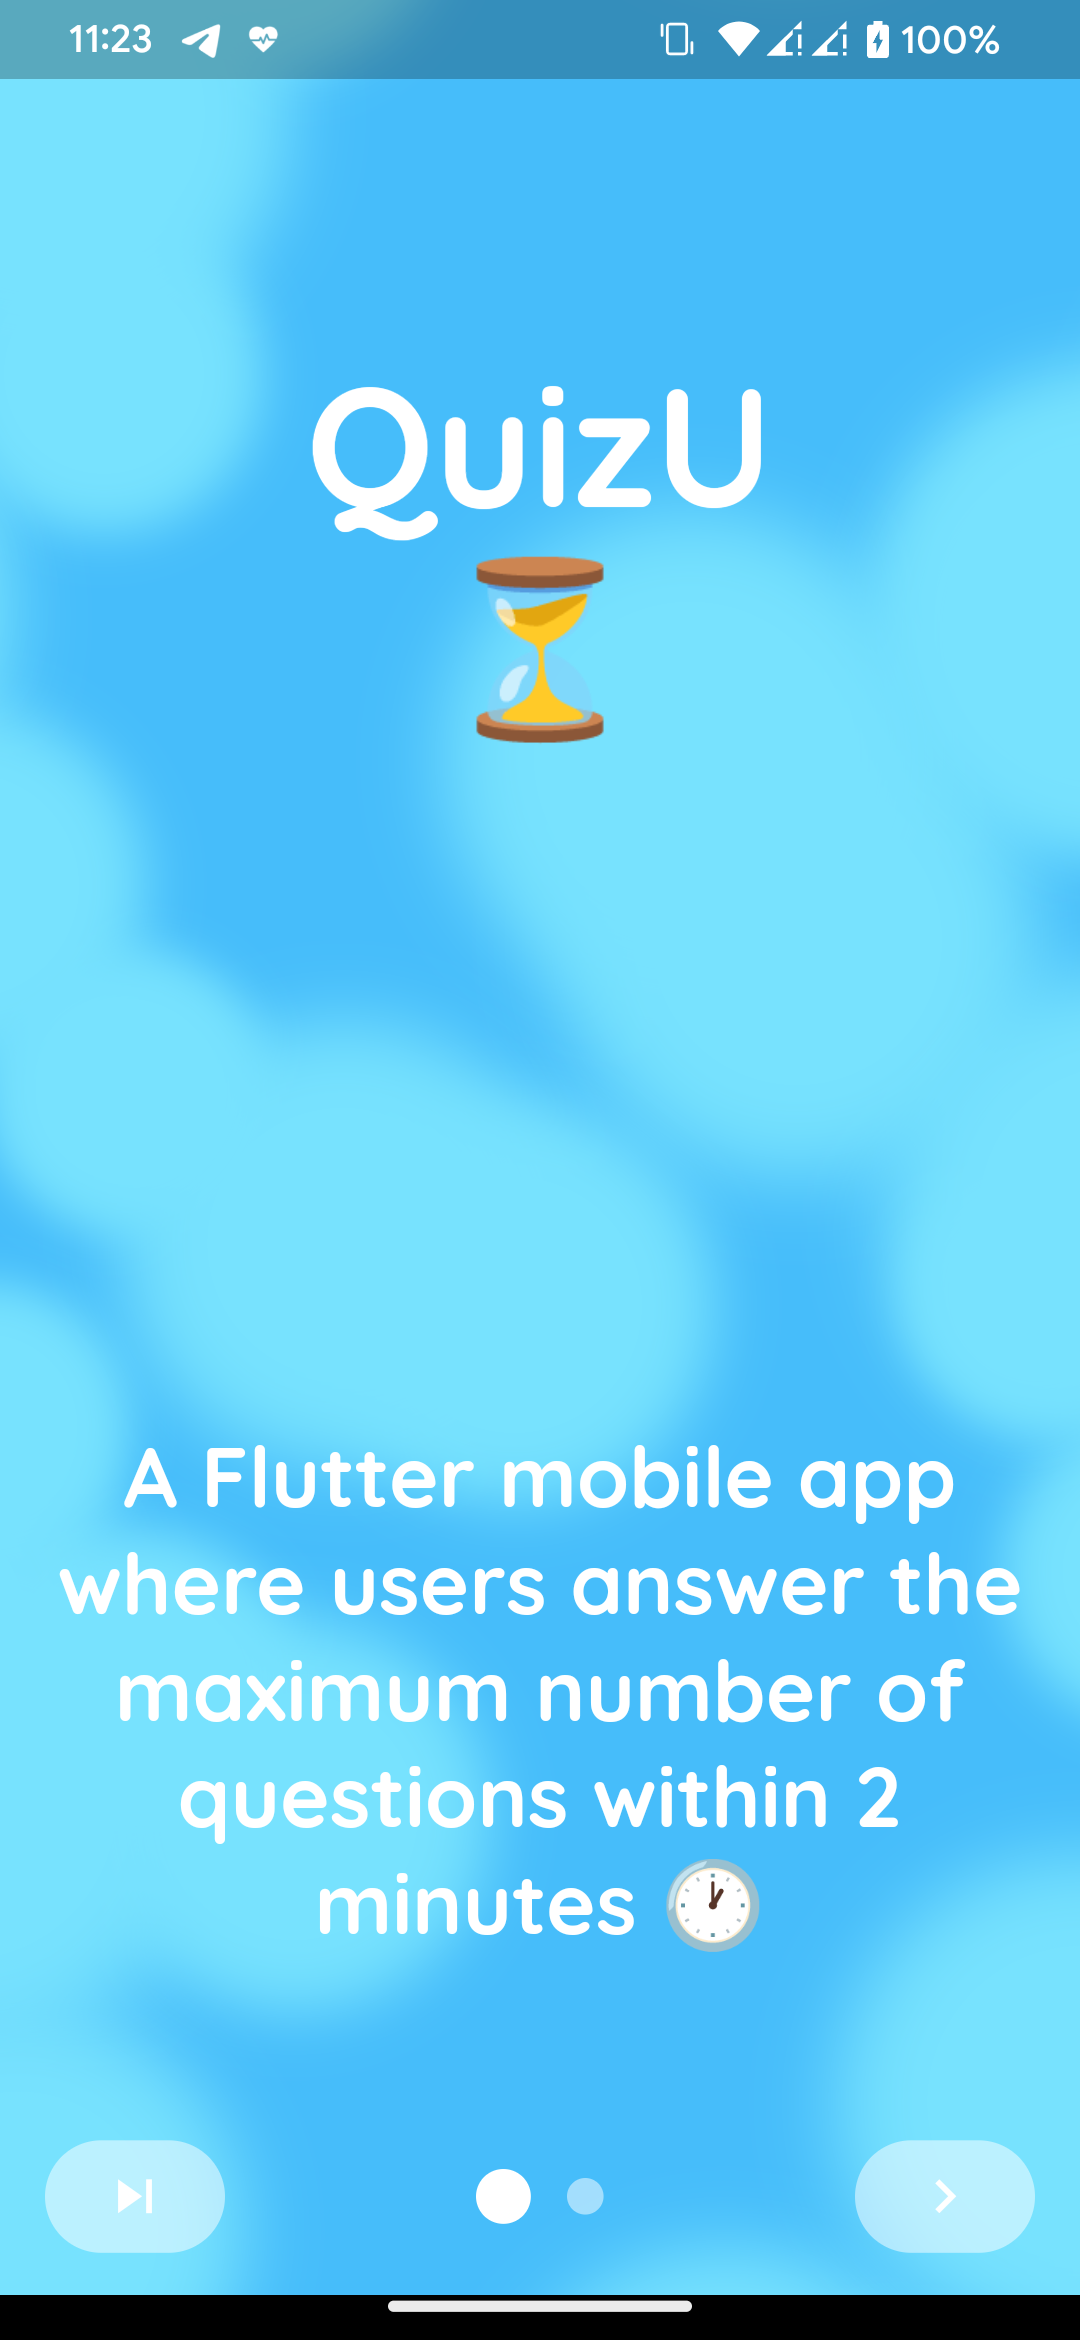 11:23 100%
QuizU
A Flutter mobile app
where users answer the
maximum number of
questions within 2
minutes